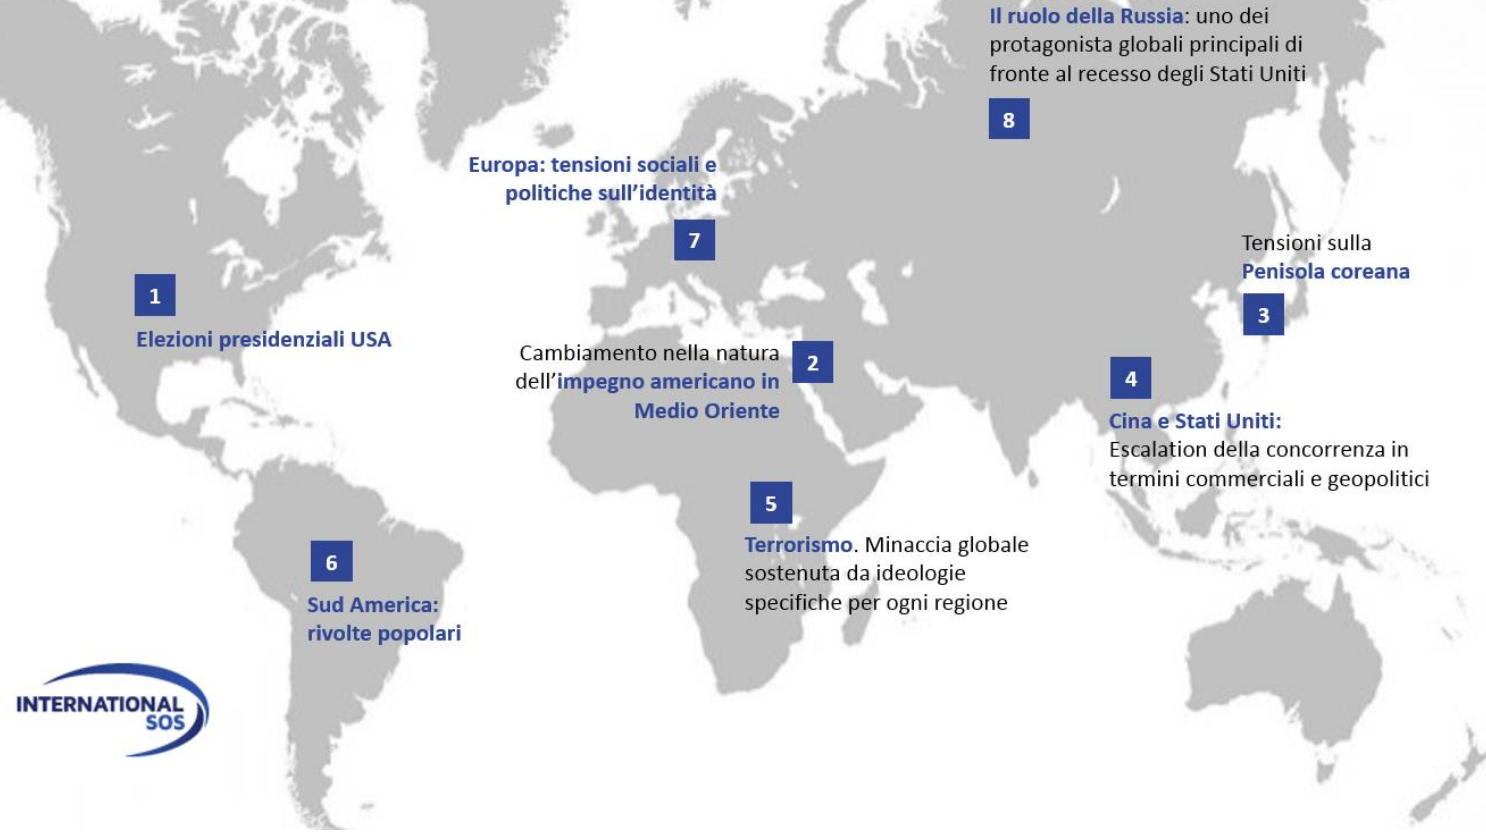 Il ruolo della Russia: uno dei
protagonista globali principali di
fronte al recesso degli Stati Uniti
8
Europa: tensioni sociali e
politiche sull'identità
7
Tensioni sulla
Penisola coreana
3
1
Elezioni presidenziali USA
Cambiamento nella natura
dell'impegno americano in
Medio Oriente
2
4
Cina e Stati Uniti:
Escalation della concorrenza in
termini commerciali e geopolitici
5
Terrorismo. Minaccia globale
sostenuta da ideologie
specifiche per ogni regione
6
Sud America:
rivolte popolari
INTERNATIONAL
SOS